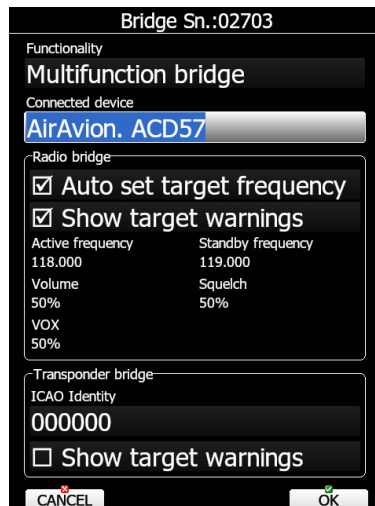 Bridge Sn.:02703
Functionality
Multifunction bridge
Connected device
AirAvion. ACD57
Radio bridge
Auto set target frequency
Show target warnings
Active frequency Standby frequency
118.000 119.000
Volume Squelch
50% 50%
VOX
50%
Transponder bridge
ICAO Identity
000000
Show target warnings
CANCEL OK